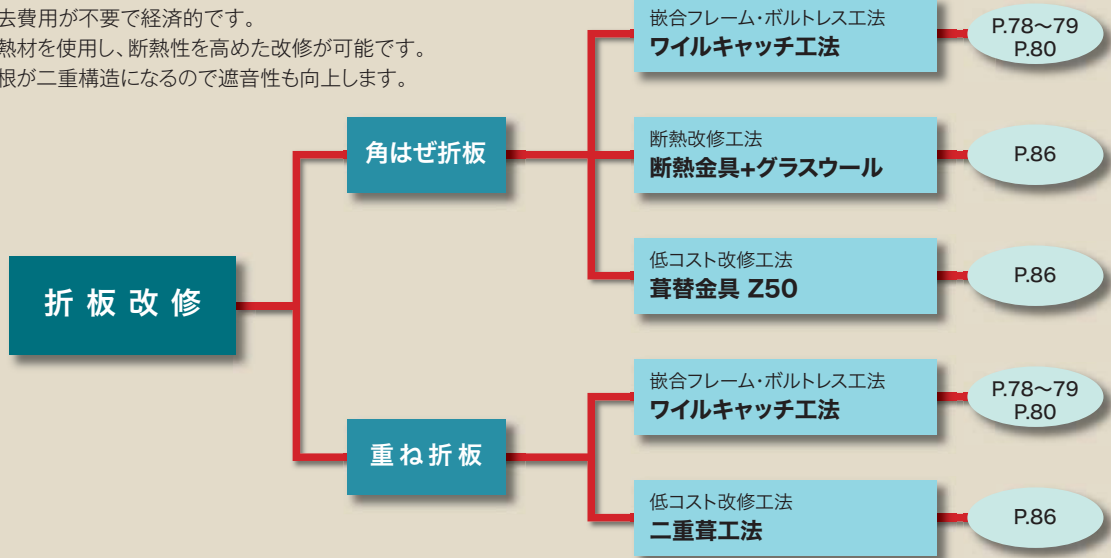 去費用が不要で経済的です。
熱材を使用し、断熱性を高めた改修が可能です。
根が二重構造になるので遮音性も向上します。
折板改修
角はぜ折板
嵌合フレーム・ボルトレス工法
ワイルキャッチ工法
P.78〜79
P.80
断熱改修工法
断熱金具+グラスウール
P.86
低コスト改修工法
葺替金具 Z50
P.86
重ね折板
嵌合フレーム・ボルトレス工法
ワイルキャッチ工法
P.78〜79
P.80
低コスト改修工法
二重葺工法
P.86